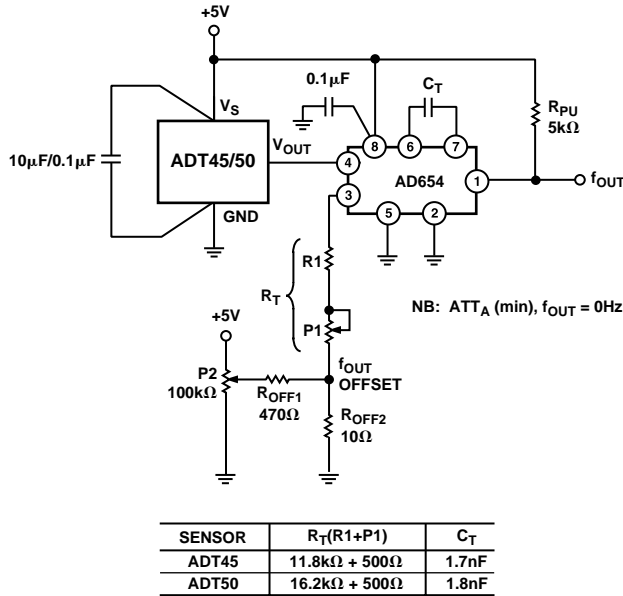 +5V
0.1μF
C_T
R_PU
5kΩ
V_S
10μF/0.1μF
ADT45/50
V_OUT
8
6
7
4
AD654
1
f_OUT
3
GND
5
2
R1
R_T
NB: ATT_A (min), f_OUT = 0Hz
+5V
P1
f_OUT
OFFSET
P2
100kΩ
R_OFF1
470Ω
R_OFF2
10Ω
SENSOR R_T(R1+P1) C_T
ADT45 11.8kΩ + 500Ω 1.7nF
ADT50 16.2kΩ + 500Ω 1.8nF